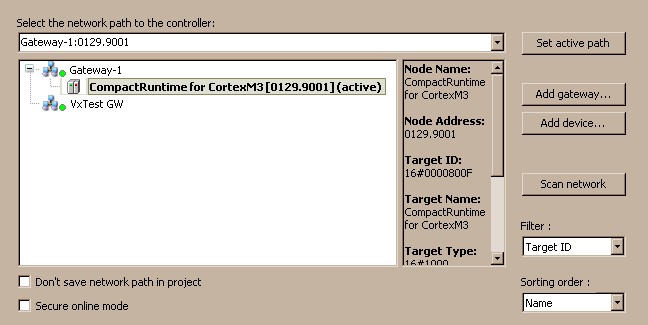 Select the network path to the controller:
Gateway-1:0129.9001
Set active path
Gateway-1
CompactRuntime for CortexM3 [0129.9001] (active)
VxTest GW
Node Name:
CompactRuntime
for CortexM3
Node Address:
0129.9001
Target ID:
16#0000800F
Target Name:
CompactRuntime
for CortexM3
Target Type:
16#1000
Add gateway...
Add device...
Scan network
Filter :
Target ID
Sorting order :
Name
Don't save network path in project
Secure online mode